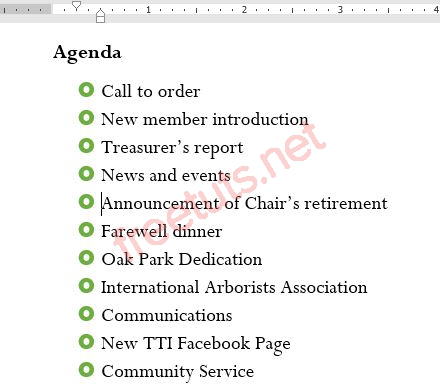 1 2 3 4
Agenda
Call to order
New member introduction
Treasurer's report
News and events
Announcement of Chair's retirement
Farewell dinner
Oak Park Dedication
International Arborists Association
Communications
New TTI Facebook Page
Community Service
freetuts.net